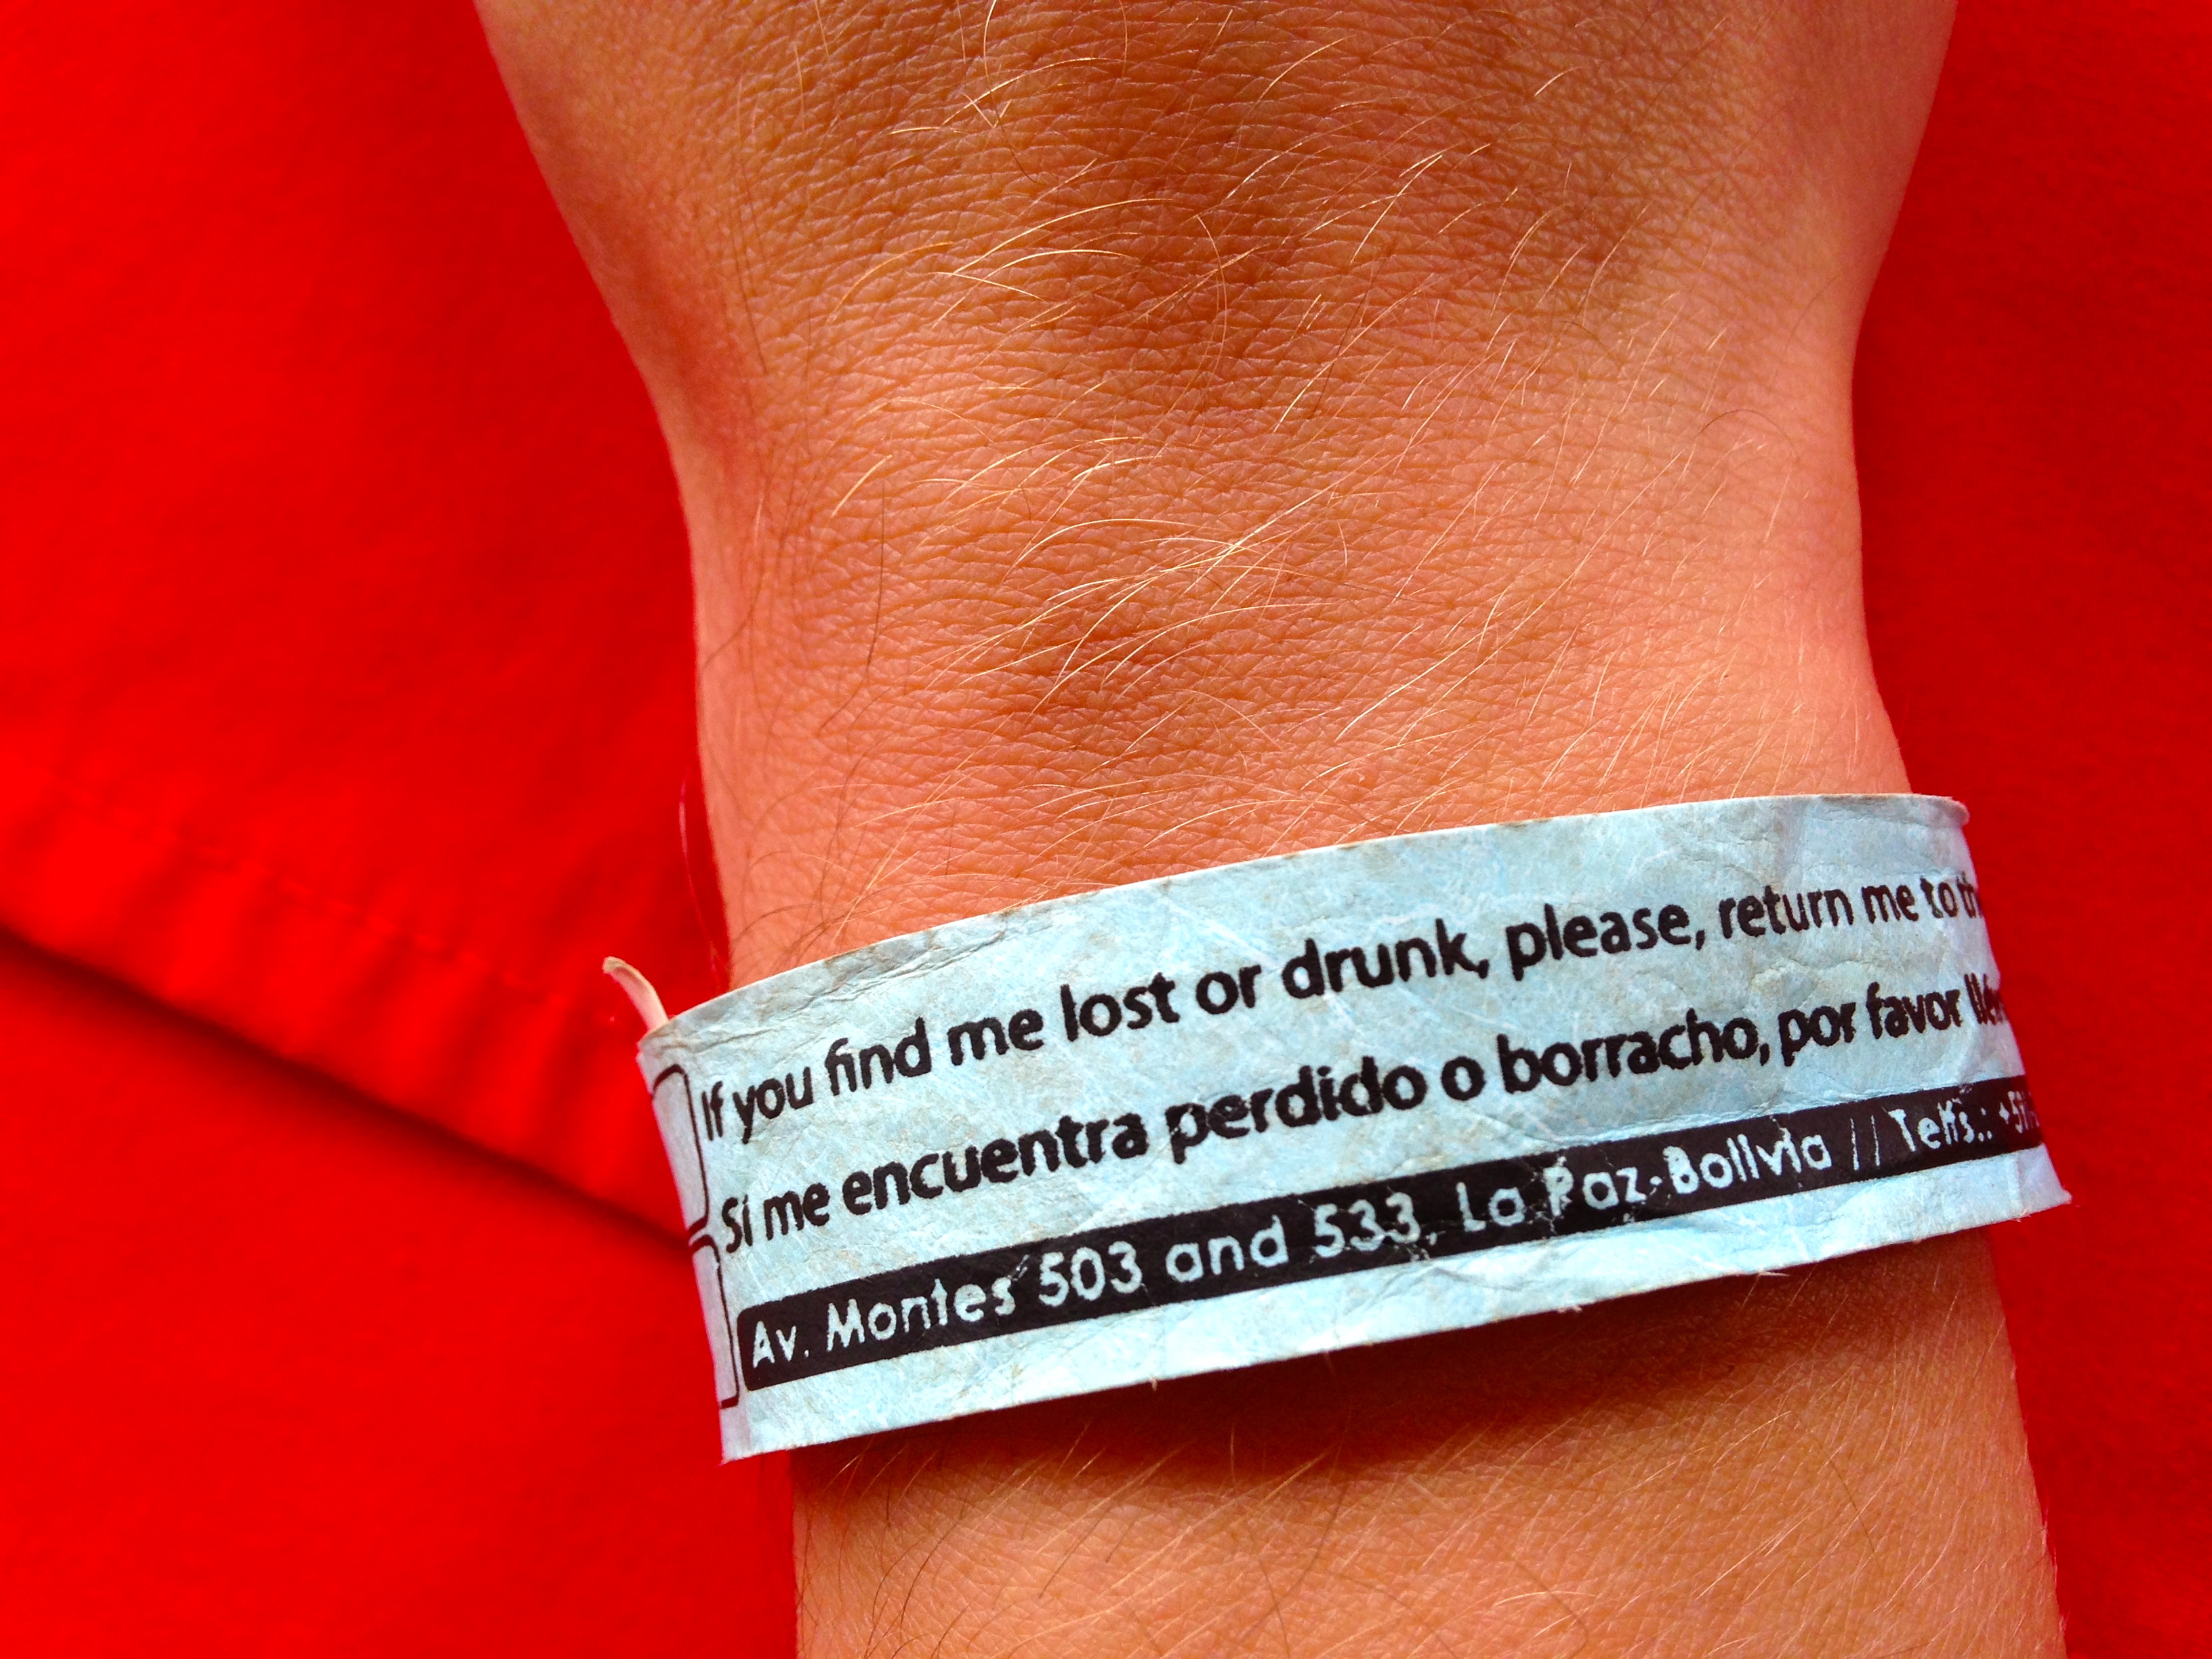 If you find me lost or drunk, please, return me to
Si me encuentra perdido o borracho, por favor
Av. Montes 503 and 533, La Paz-Bolivia // Telfs.: